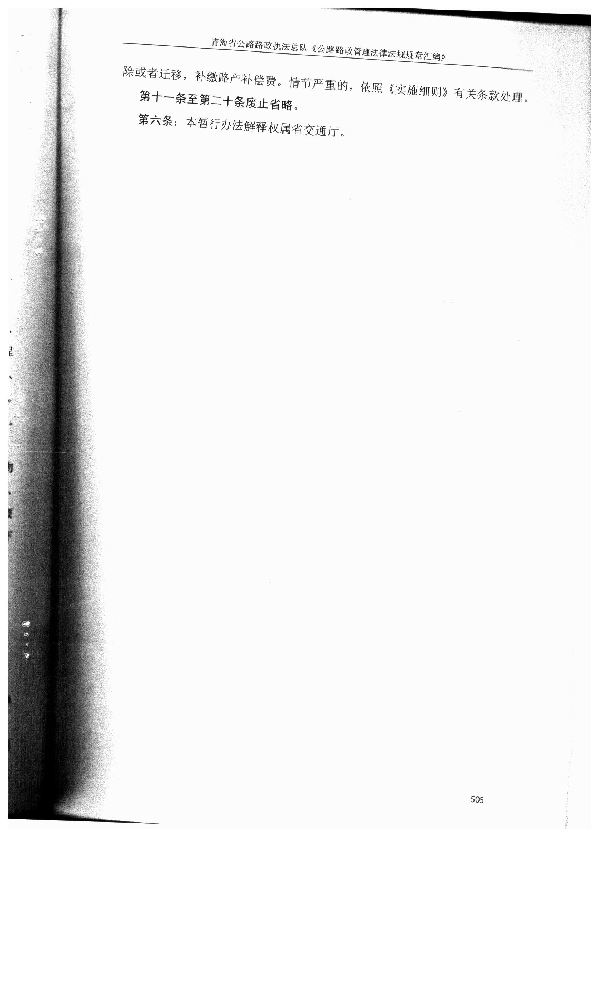 青海省公路路政执法总队《公路路政管理法律法规规章汇编》
除或者迁移，补缴路产补偿费。情节严重的，依照《实施细则》有关条款处理。
第十一条至第二十条废止省略。
第六条：本暂行办法解释权属省交通厅。
505